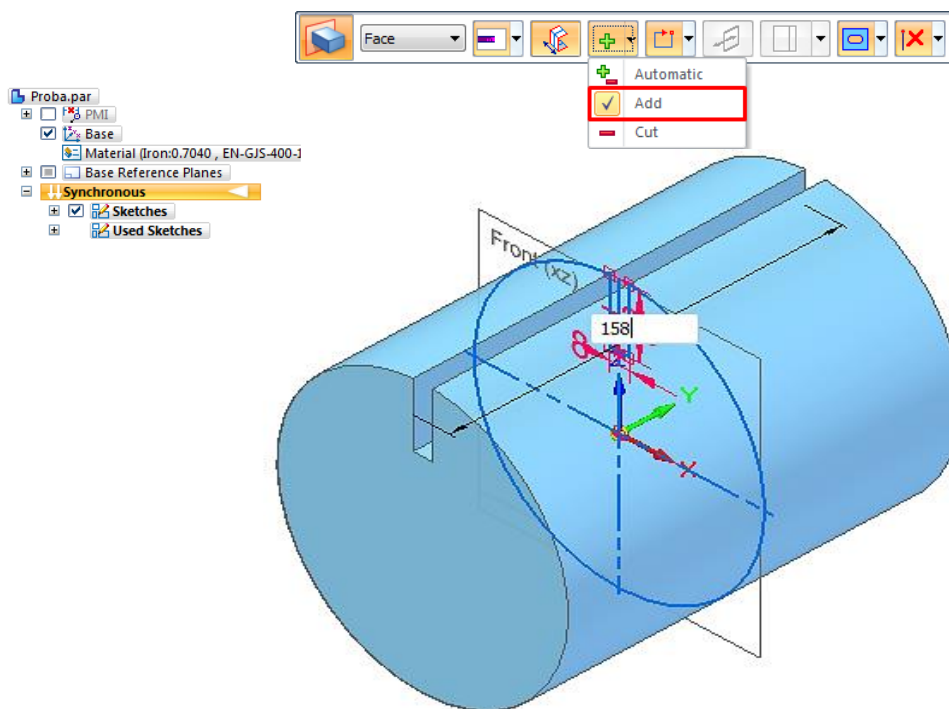 Face
Automatic
Add
Cut
Proba.par
PMI
Base
Material (Iron:0.7040 , EN-GJS-400-1
Base Reference Planes
Synchronous
Sketches
Used Sketches
Front (xz)
158
8
Y
X